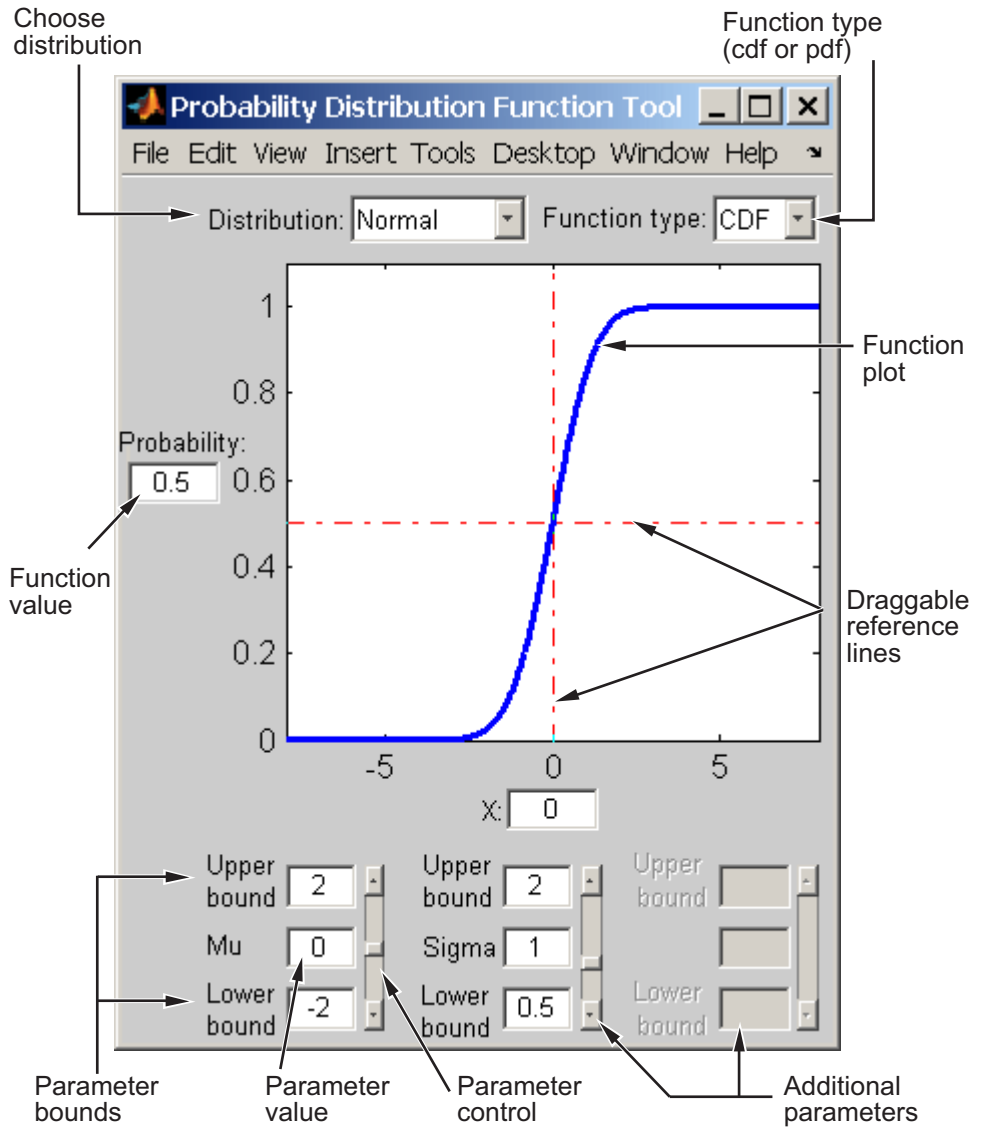 Choose
distribution
Function type
(cdf or pdf)
Probability Distribution Function Tool
File Edit View Insert Tools Desktop Window Help
Distribution: Normal Function type: CDF
1
0.8
Function
plot
Probability:
0.5
0.6
0.4
Function
value
Draggable
reference
lines
0.2
0
-5 0 5
X: 0
Upper
bound 2
Mu 0
Lower
bound -2
Upper
bound 2
Sigma 1
Lower
bound 0.5
Upper
bound
Lower
bound
Parameter
bounds
Parameter
value
Parameter
control
Additional
parameters